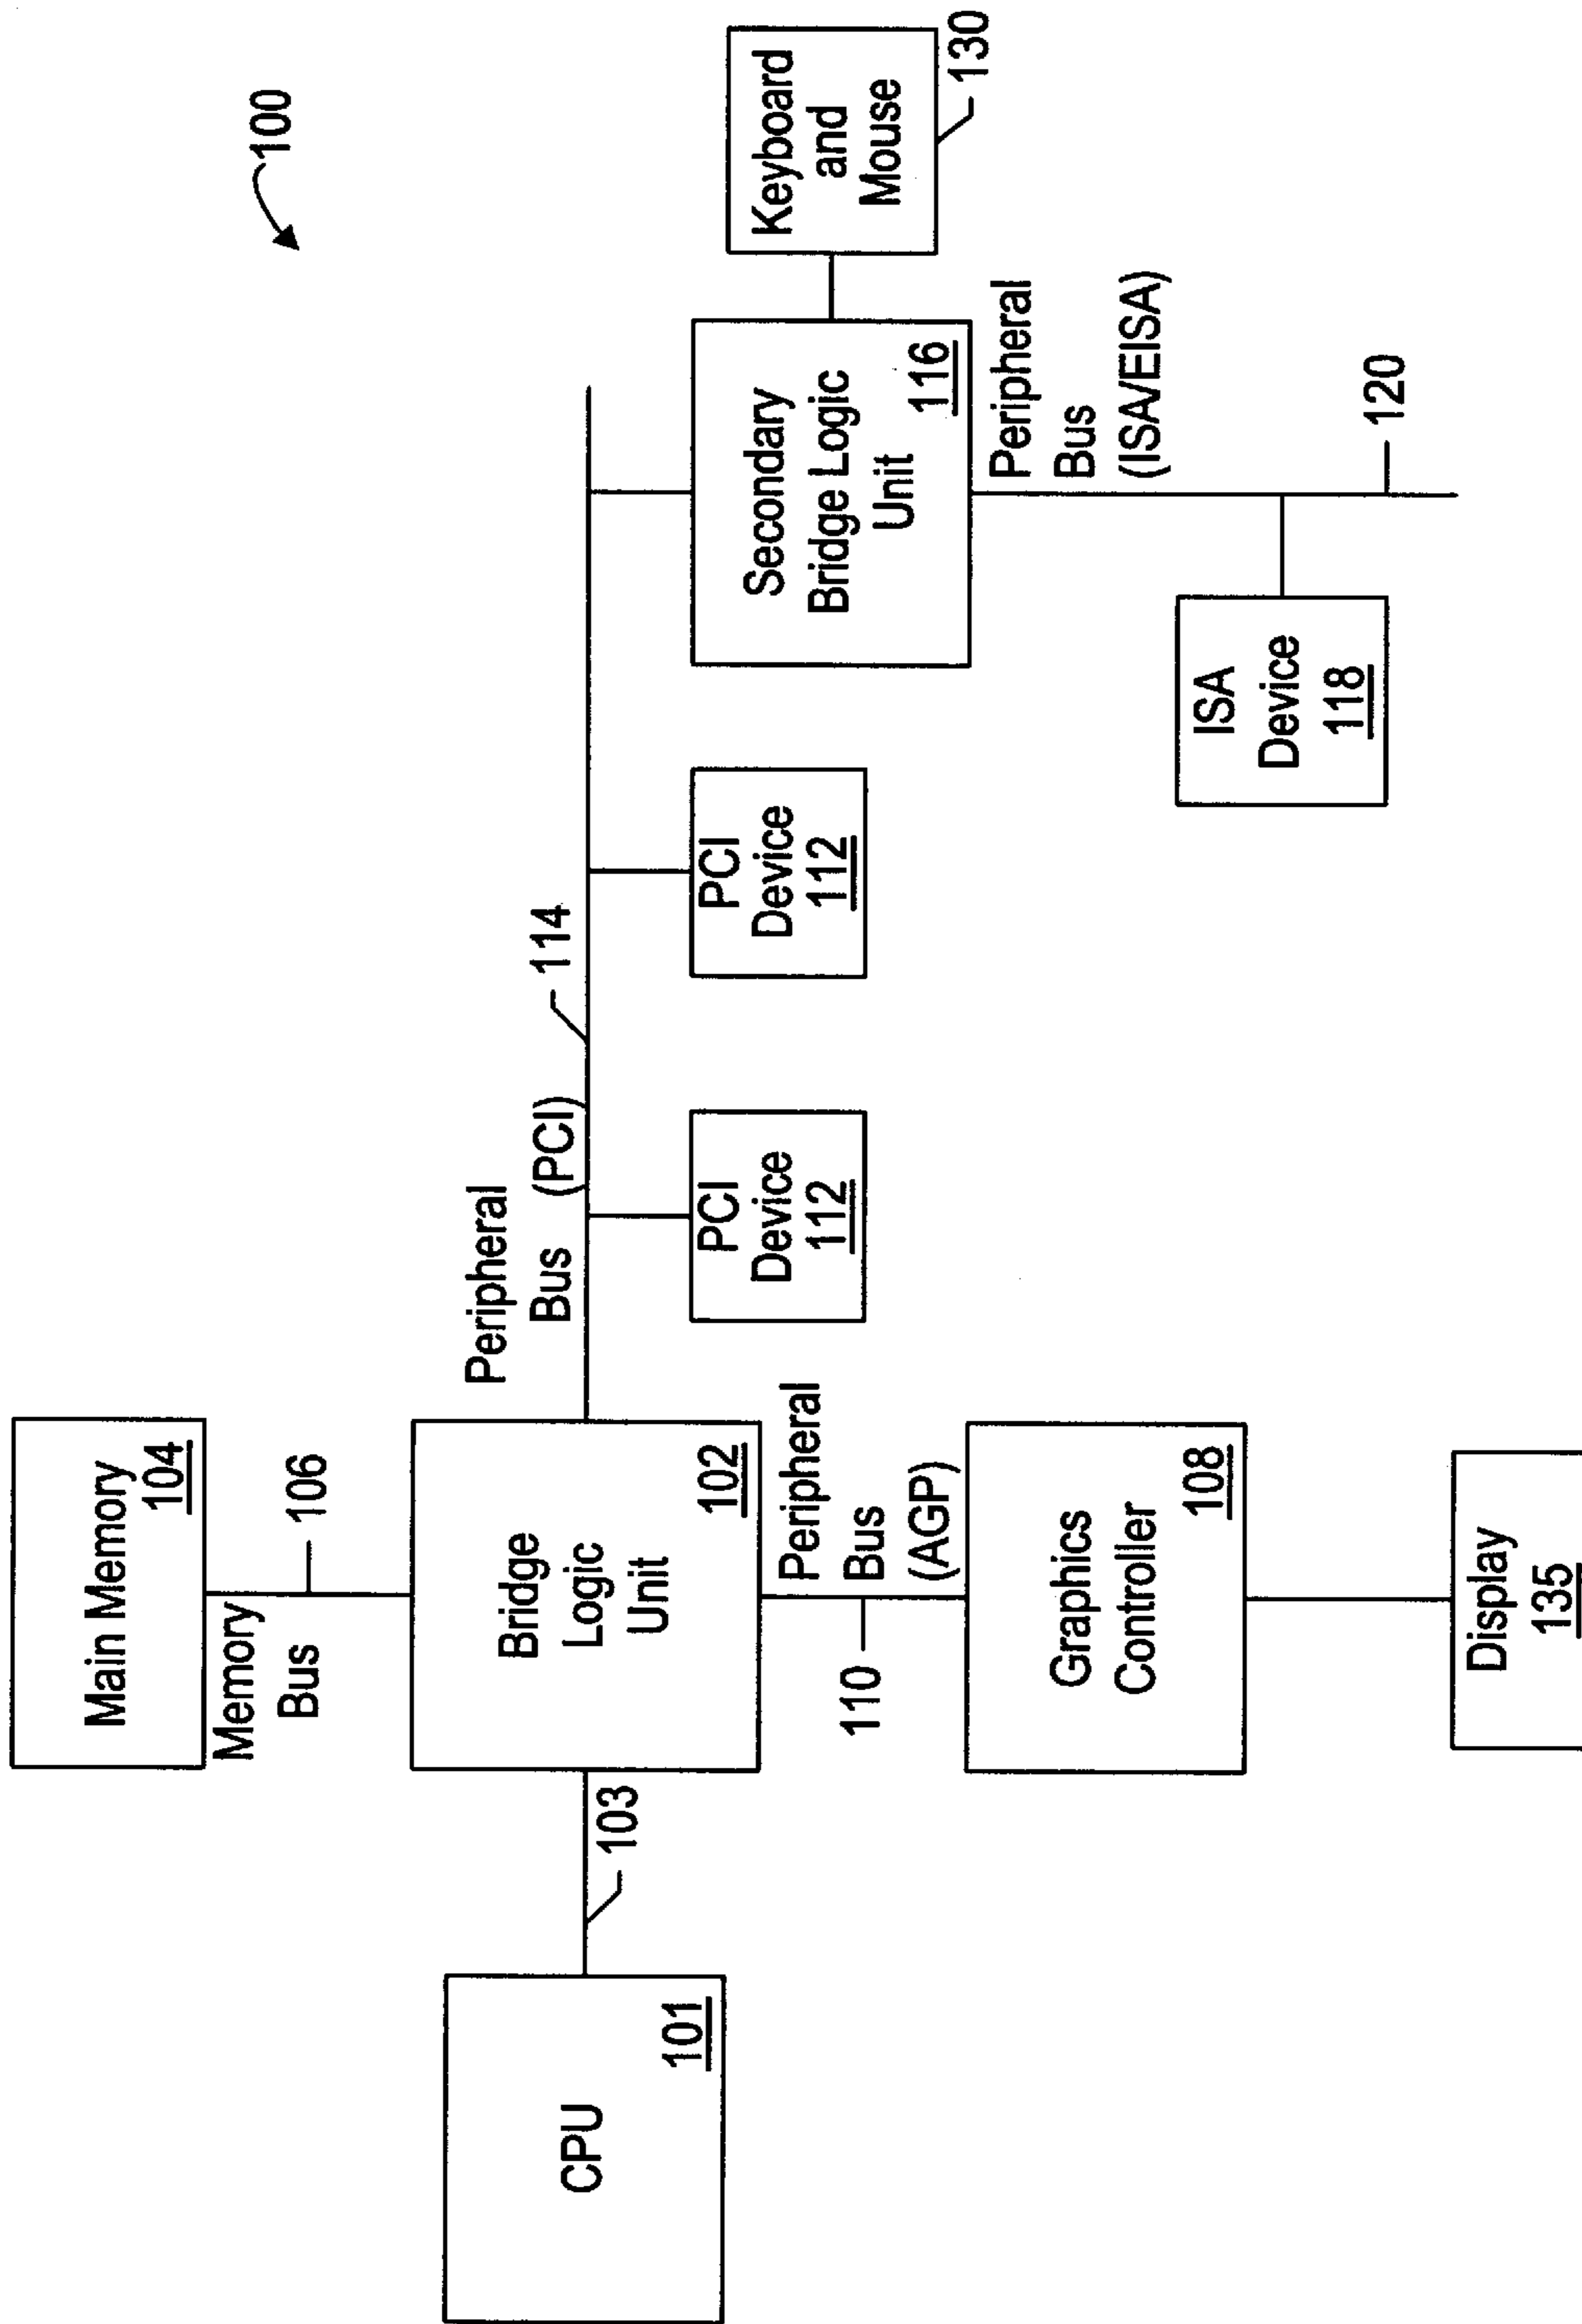 100
Main Memory
104
Memory
Bus
106
CPU
101
103
Bridge
Logic
Unit
102
Peripheral
Bus (PCI)
114
PCI
Device
112
PCI
Device
112
Secondary
Bridge Logic
Unit
116
Keyboard
and
Mouse
130
Peripheral
Bus
(AGP)
110
Graphics
Controller
108
Display
135
Peripheral
Bus
(ISA/EISA)
ISA
Device
118
120